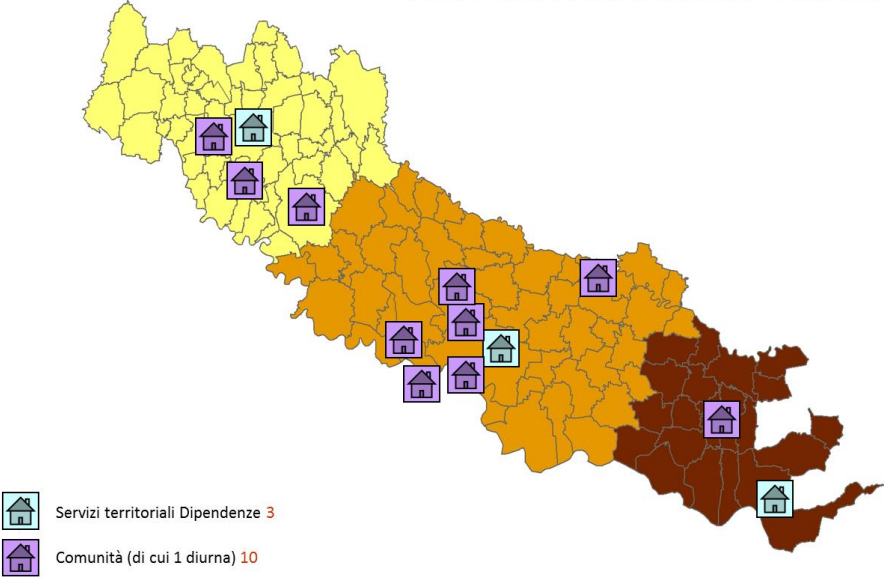 Servizi territoriali Dipendenze 3
Comunità (di cui 1 diurna) 10